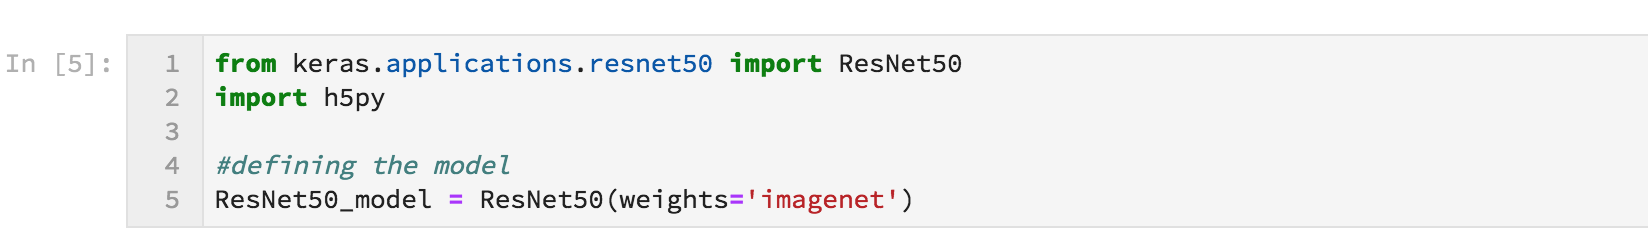 In [5]:
1 from keras.applications.resnet50 import ResNet50
2 import h5py
3
4 #defining the model
5 ResNet50_model = ResNet50(weights='imagenet')